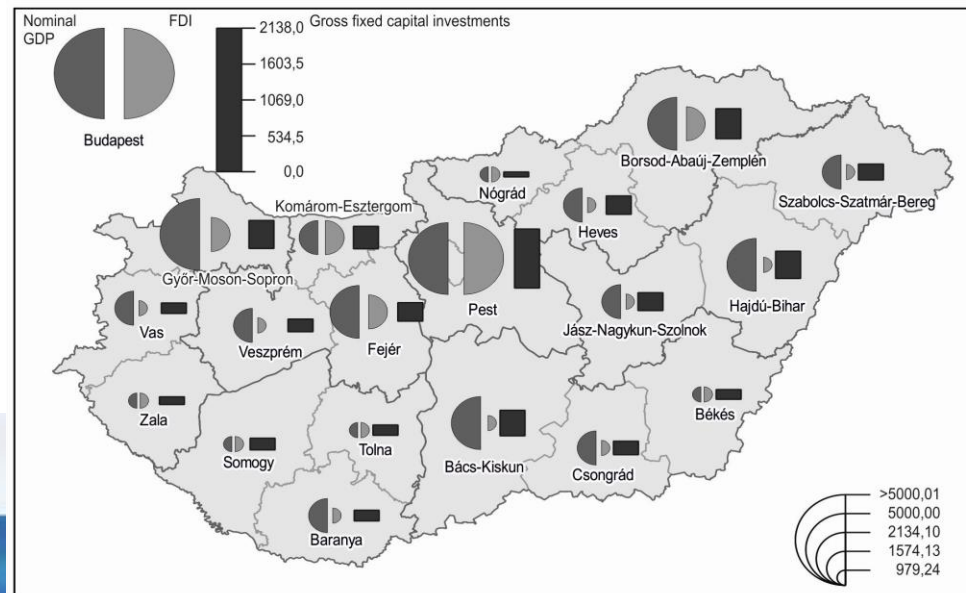 Nominal GDP
FDI
Gross fixed capital investments
2138,0
1603,5
1069,0
534,5
0,0
Budapest
Borsod-Abaúj-Zemplén
Nógrád
Szabolcs-Szatmár-Bereg
Komárom-Esztergom
Heves
Győr-Moson-Sopron
Pest
Hajdú-Bihar
Jász-Nagykun-Szolnok
Vas
Veszprém
Fejér
Zala
Békés
Somogy
Tolna
Bács-Kiskun
Csongrád
Baranya
>5000,01
5000,00
2134,10
1574,13
979,24